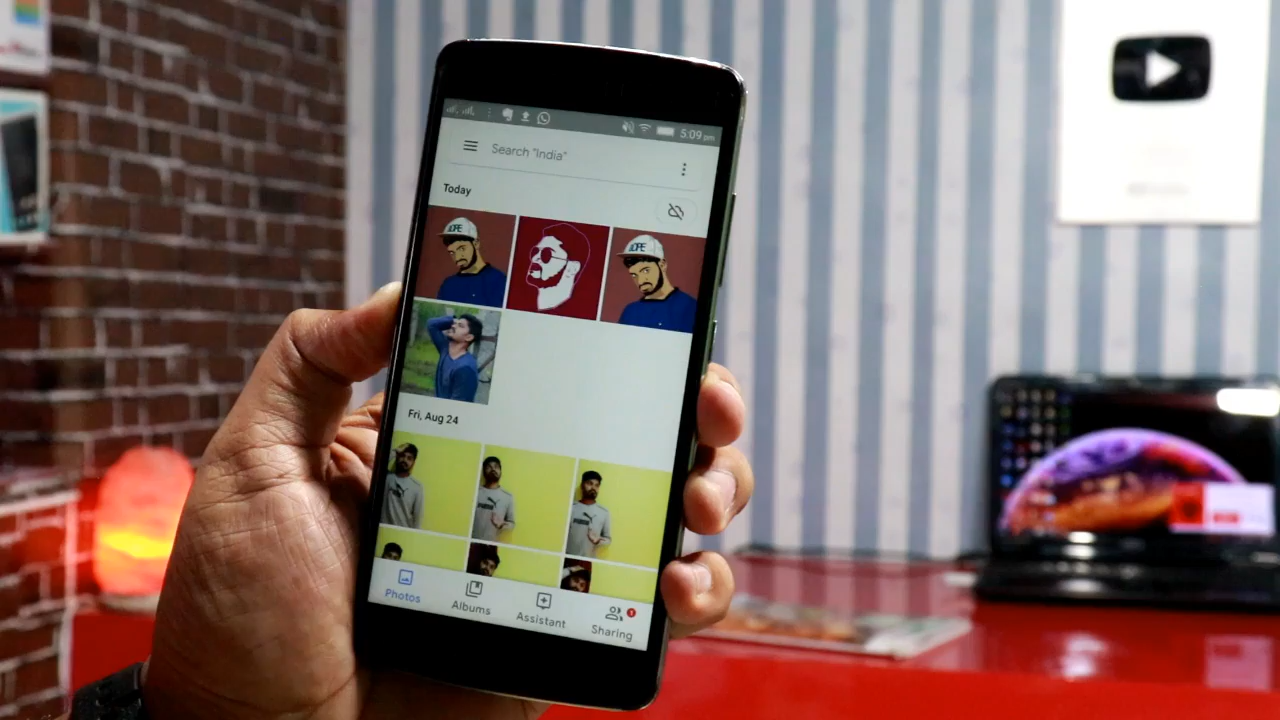 5:09 pm
Search "India"
Today
Fri, Aug 24
Photos
Albums
Assistant
Sharing